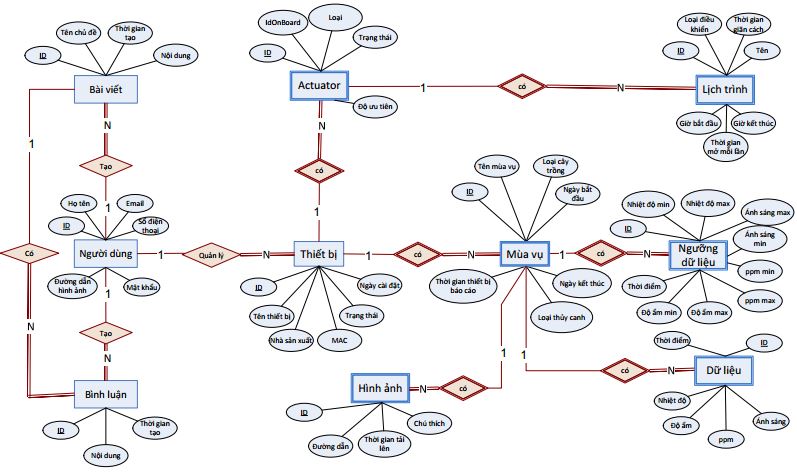 ID
Tên chủ đề
Thời gian
tạo
Nội dung
Bài viết
IdOnBoard
Loại
ID
Trạng thái
Actuator
Độ ưu tiên
1
có
N
Loại điều
khiển
Thời gian
giãn cách
ID
Tên
Lịch trình
Giờ bắt đầu
Giờ kết thúc
Thời gian
mở mỗi lần
N
Tạo
1
1
Có
N
Họ tên
Email
ID
Số điện
thoại
Người dùng
Đường dẫn
hình ảnh
Mật khẩu
1
Quản lý
N
N
có
1
Thiết bị
ID
Ngày cài đặt
Tên thiết bị
Trạng thái
Nhà sản xuất
MAC
1
có
N
Tên mùa vụ
Loại cây
trồng
ID
Ngày bắt
đầu
Mùa vụ
Thời gian thiết bị
báo cáo
Ngày kết thúc
Loại thủy canh
1
có
N
Nhiệt độ min
Nhiệt độ max
ID
Ánh sáng max
Ánh sáng
min
Ngưỡng
dữ liệu
ppm min
Thời điểm
ppm max
Độ ẩm min
Độ ẩm max
1
Tạo
N
Bình luận
ID
Thời gian
tạo
Nội dung
Hình ảnh
N
có
1
ID
Chú thích
Đường dẫn
Thời gian tải
lên
1
có
N
Thời điểm
ID
Dữ liệu
Nhiệt độ
Độ ẩm
ppm
Ánh sáng